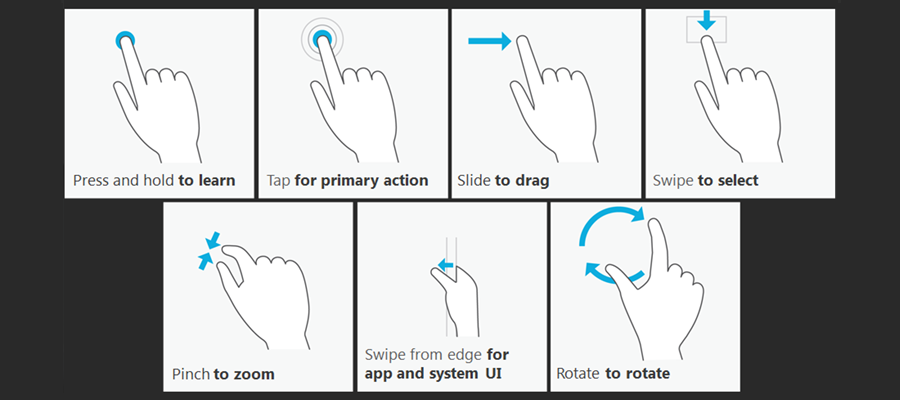 Press and hold to learn
Tap for primary action
Slide to drag
Swipe to select
Pinch to zoom
Swipe from edge for
app and system UI
Rotate to rotate